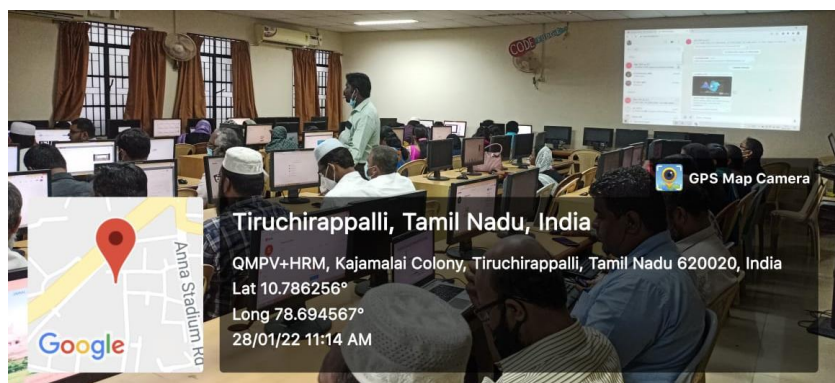 CODE
GPS Map Camera
Tiruchirappalli, Tamil Nadu, India
QMPV+HRM, Kajamalai Colony, Tiruchirappalli, Tamil Nadu 620020, India
Lat 10.786256°
Long 78.694567°
28/01/22 11:14 AM
Anna Stadium Rd
Google